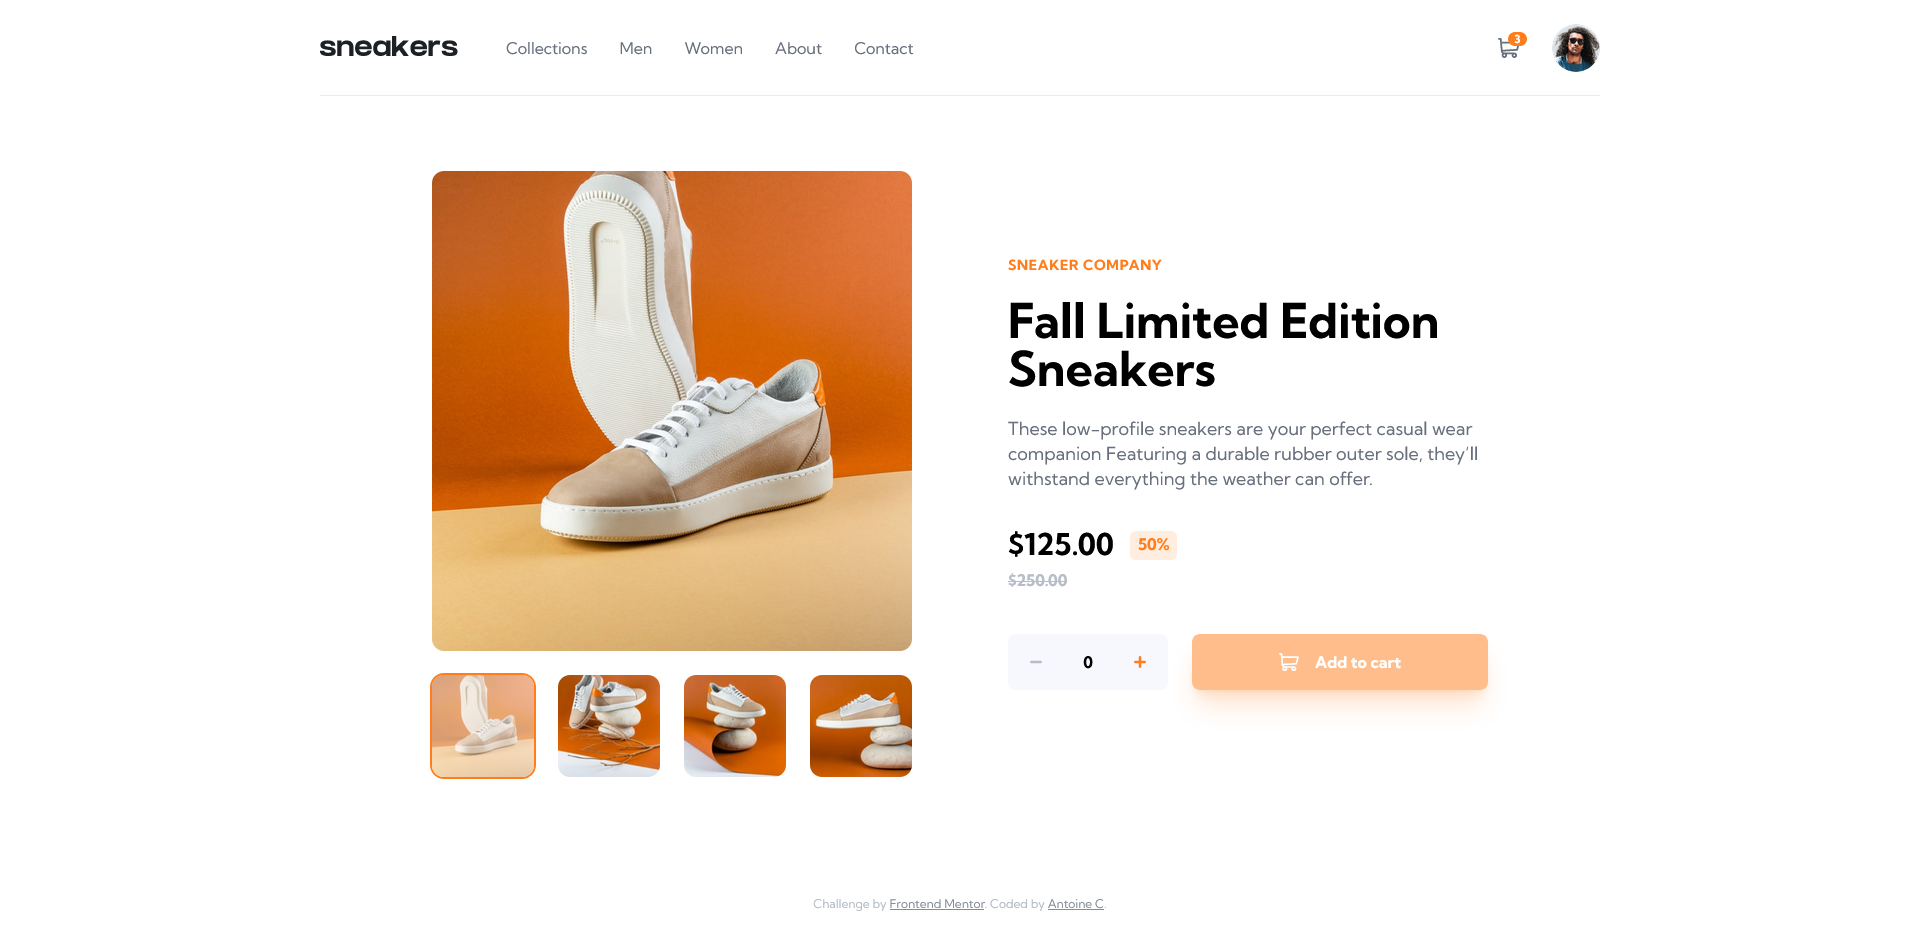 sneakers
Collections Men Women About Contact
3
SNEAKER COMPANY
Fall Limited Edition
Sneakers
These low-profile sneakers are your perfect casual wear
companion Featuring a durable rubber outer sole, they’ll
withstand everything the weather can offer.
$125.00 50%
$250.00
0
Add to cart
Challenge by Frontend Mentor. Coded by Antoine C.